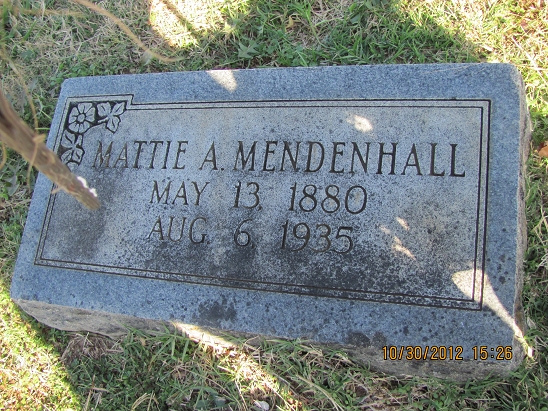 MATTIE A. MENDENHALL
MAY 13, 1880
AUG. 6 1935
10/30/2012 15:26